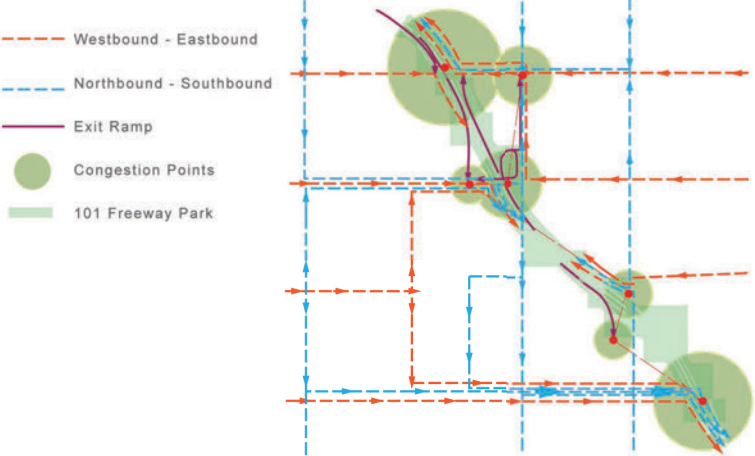 Westbound - Eastbound
Northbound - Southbound
Exit Ramp
Congestion Points
101 Freeway Park